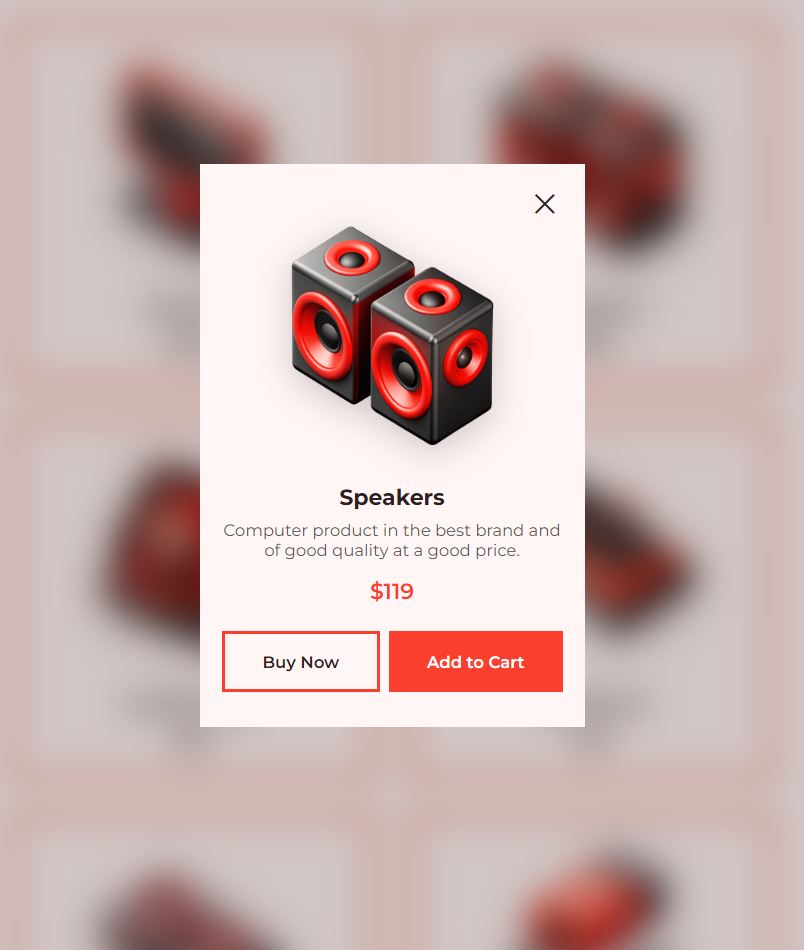 Speakers
Computer product in the best brand and
of good quality at a good price.
$119
Buy Now
Add to Cart